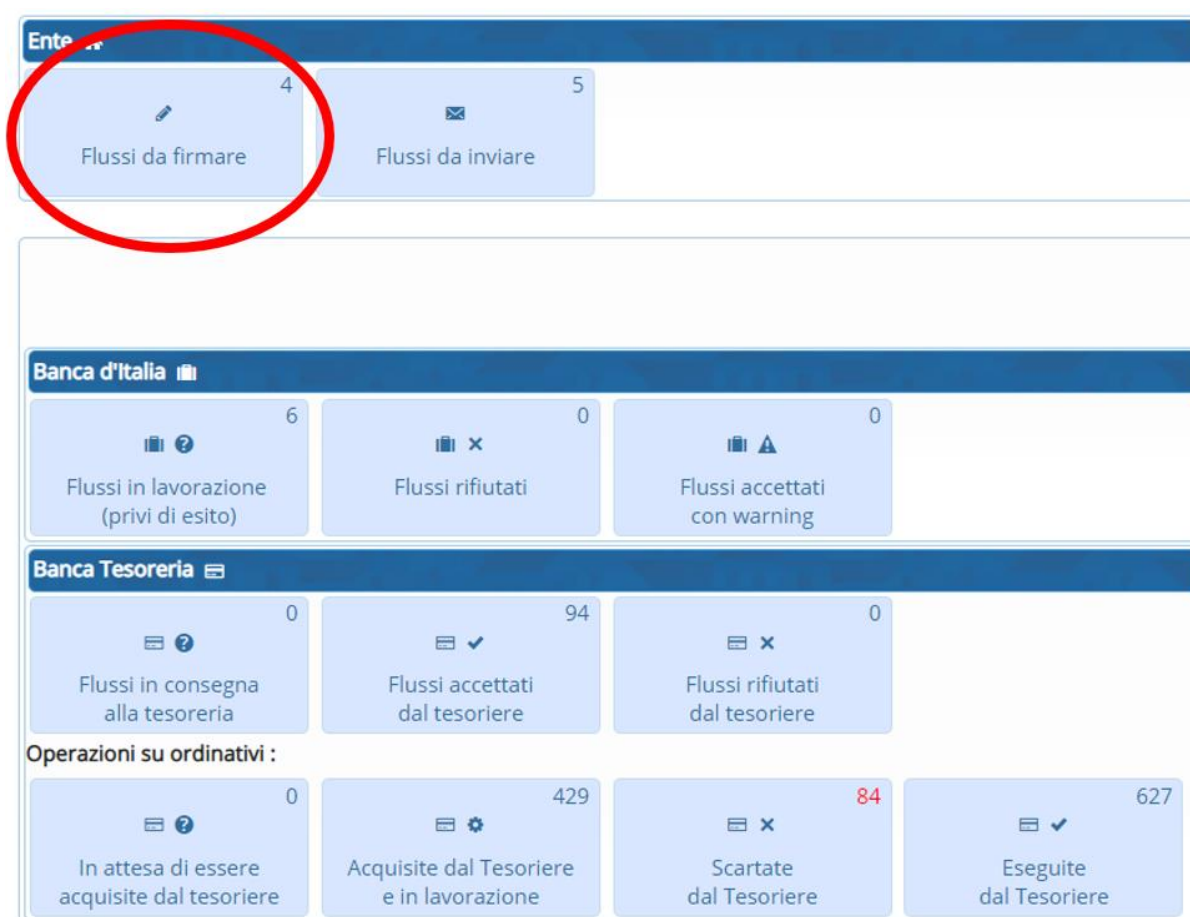 Ente
4
5
Flussi da firmare
Flussi da inviare
Banca d'Italia
6
0
0
Flussi in lavorazione
(privi di esito)
Flussi rifiutati
Flussi accettati
con warning
Banca Tesoreria
0
94
0
Flussi in consegna
alla tesoreria
Flussi accettati
dal tesoriere
Flussi rifiutati
dal tesoriere
Operazioni su ordinativi :
0
429
84
627
In attesa di essere
acquisite dal tesoriere
Acquisite dal Tesoriere
e in lavorazione
Scartate
dal Tesoriere
Eseguite
dal Tesoriere